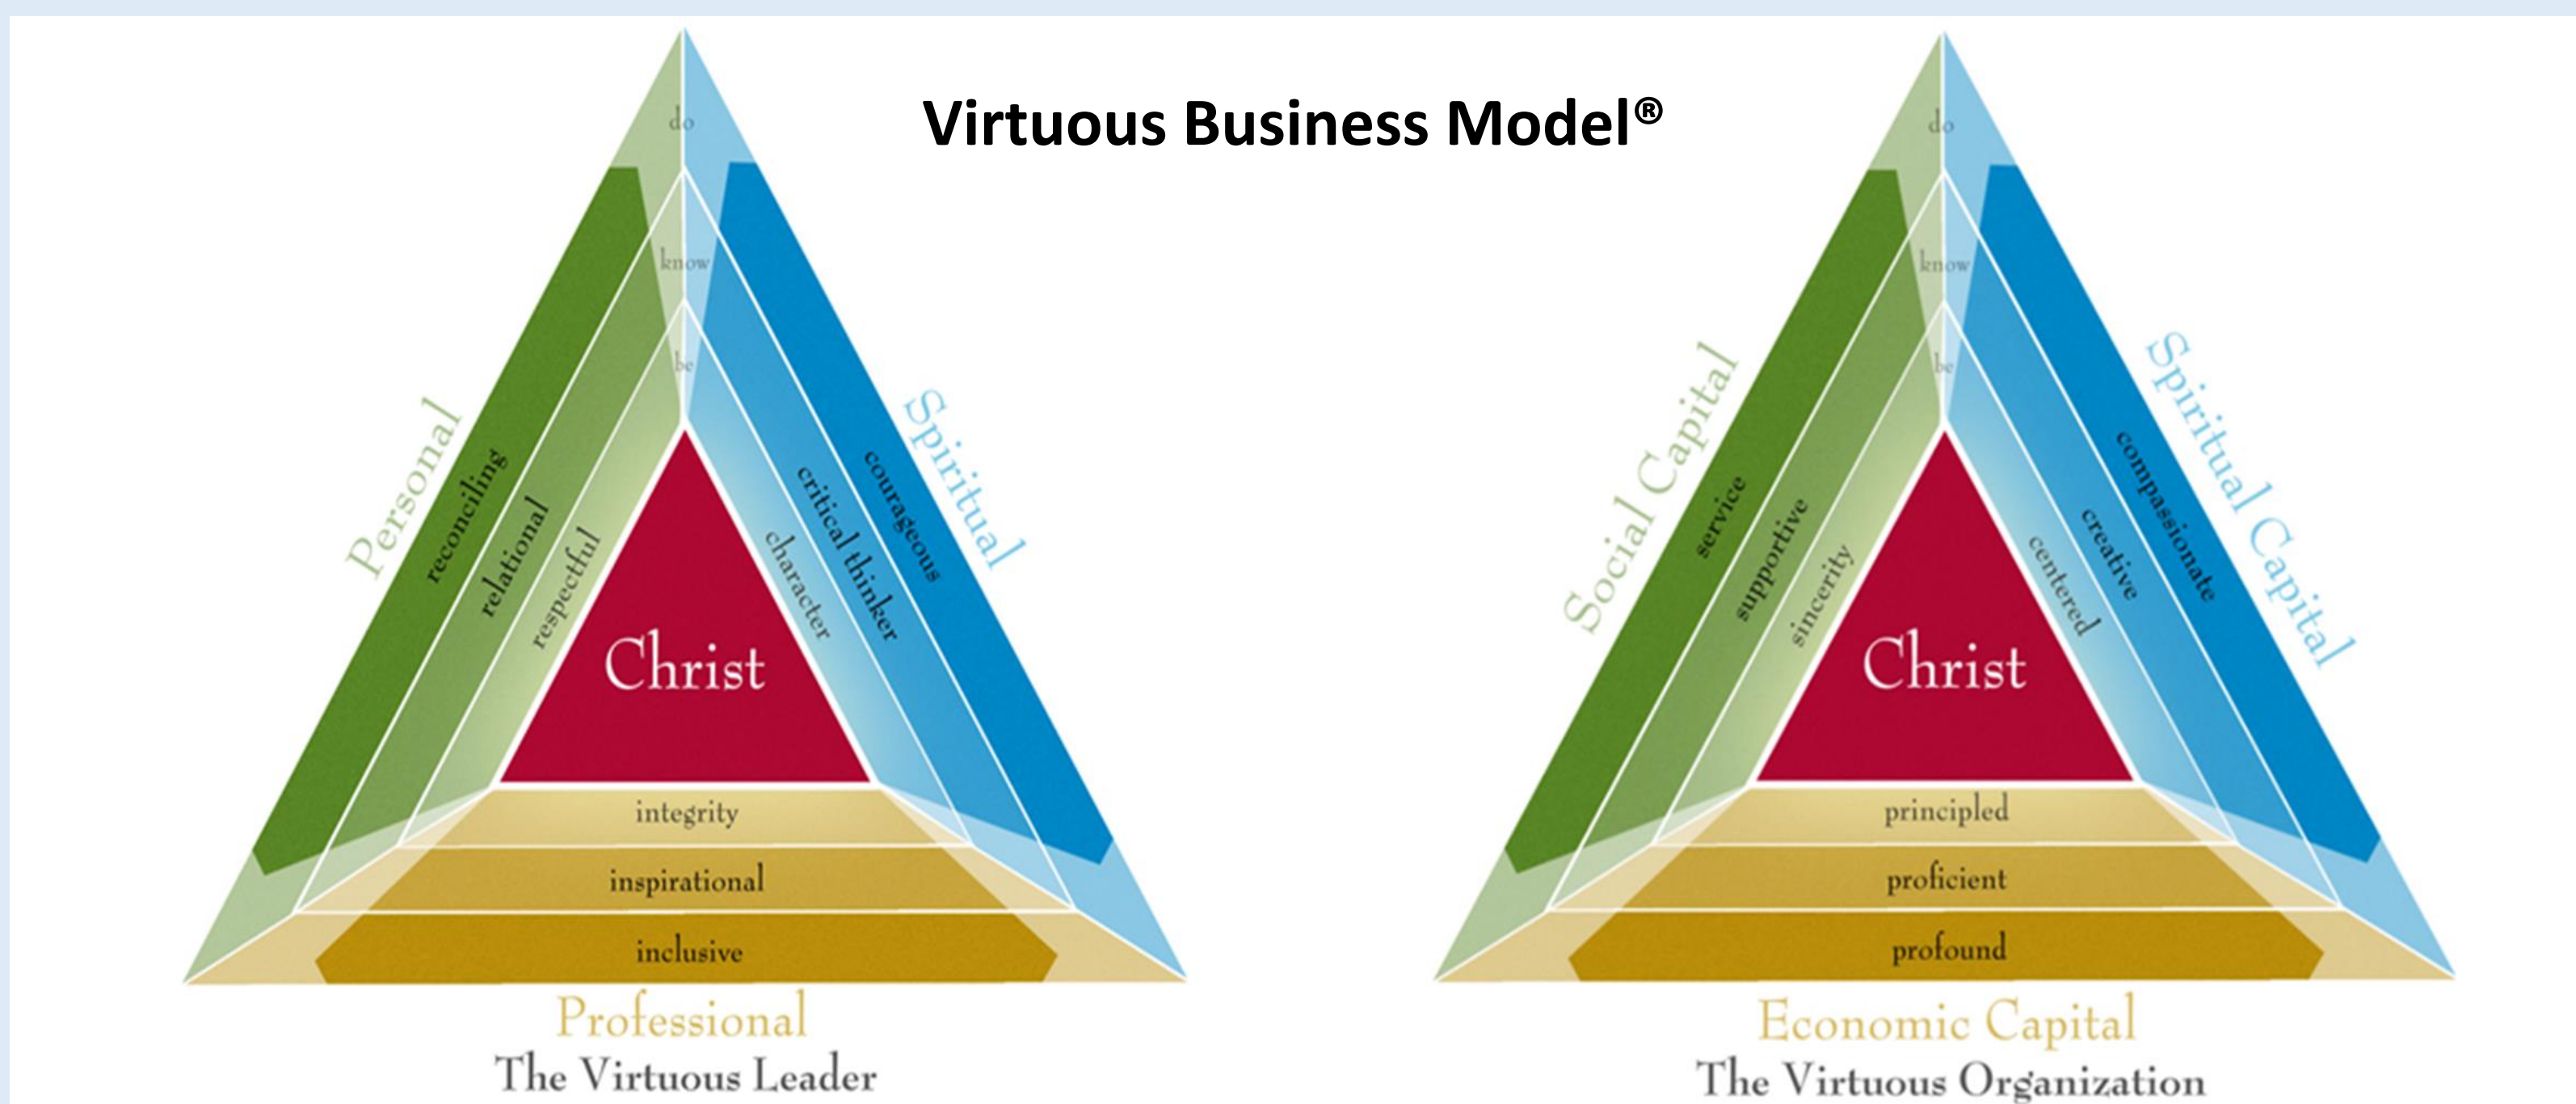 Virtuous Business Model®
do
know
be
Personal
reconciling
relational
respectful
Spiritual
courageous
critical thinker
character
Christ
integrity
inspirational
inclusive
Professional
The Virtuous Leader
do
know
be
Social Capital
service
supportive
sincerity
Spiritual Capital
compassionate
creative
centered
Christ
principled
proficient
profound
Economic Capital
The Virtuous Organization